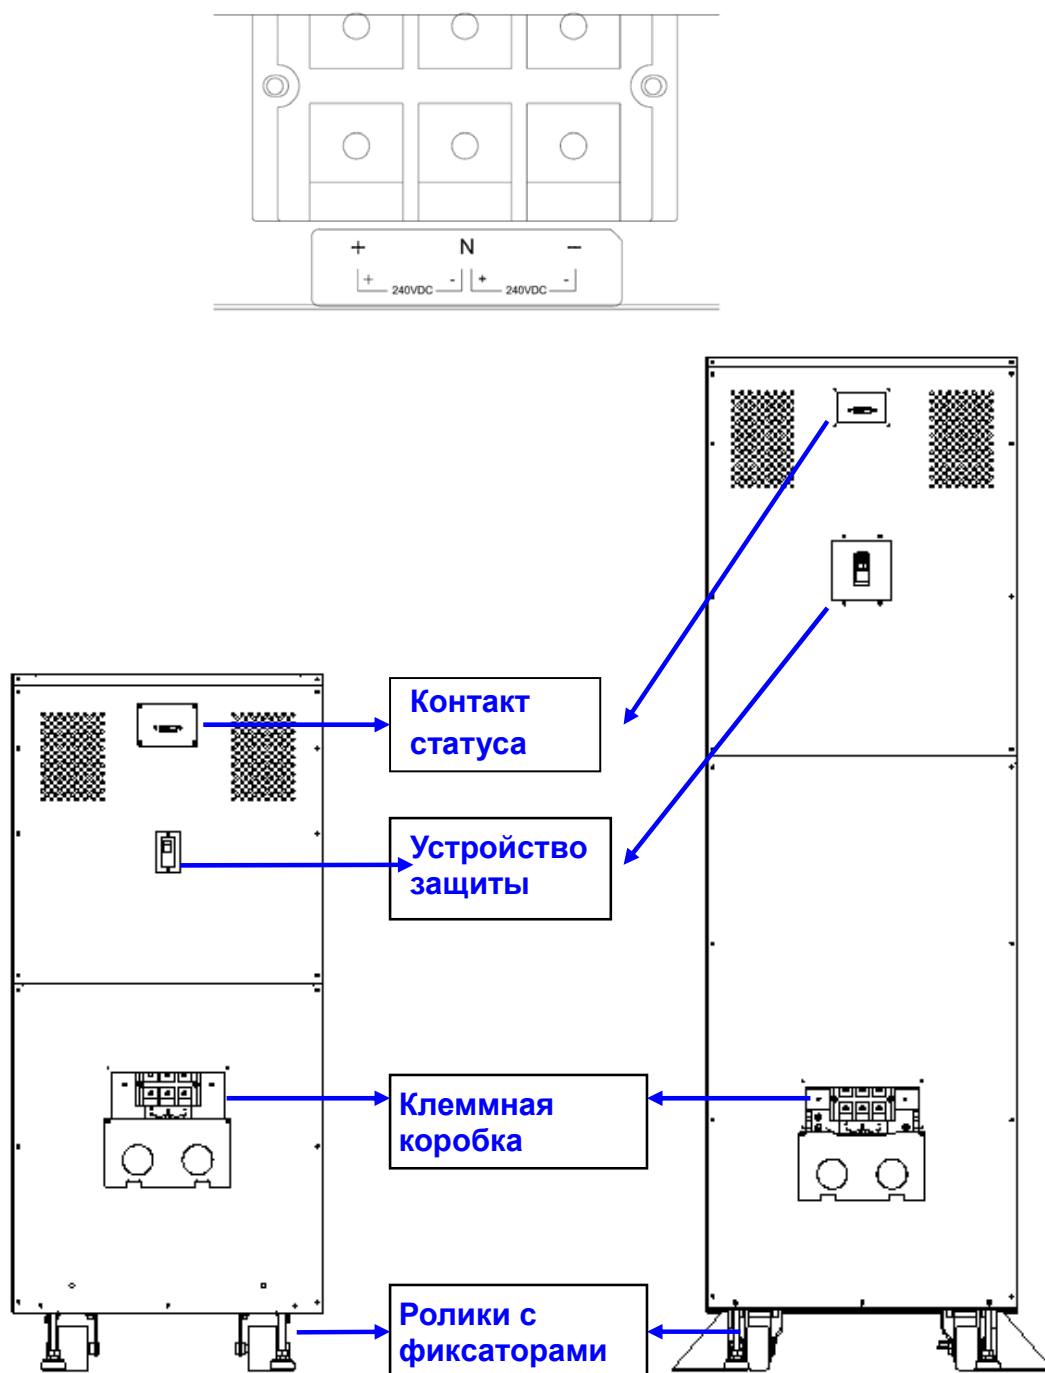 + N −
+ - + -
240VDC 240VDC
Контакт
статуса
Устройство
защиты
Клеммная
коробка
Ролики с
фиксаторами